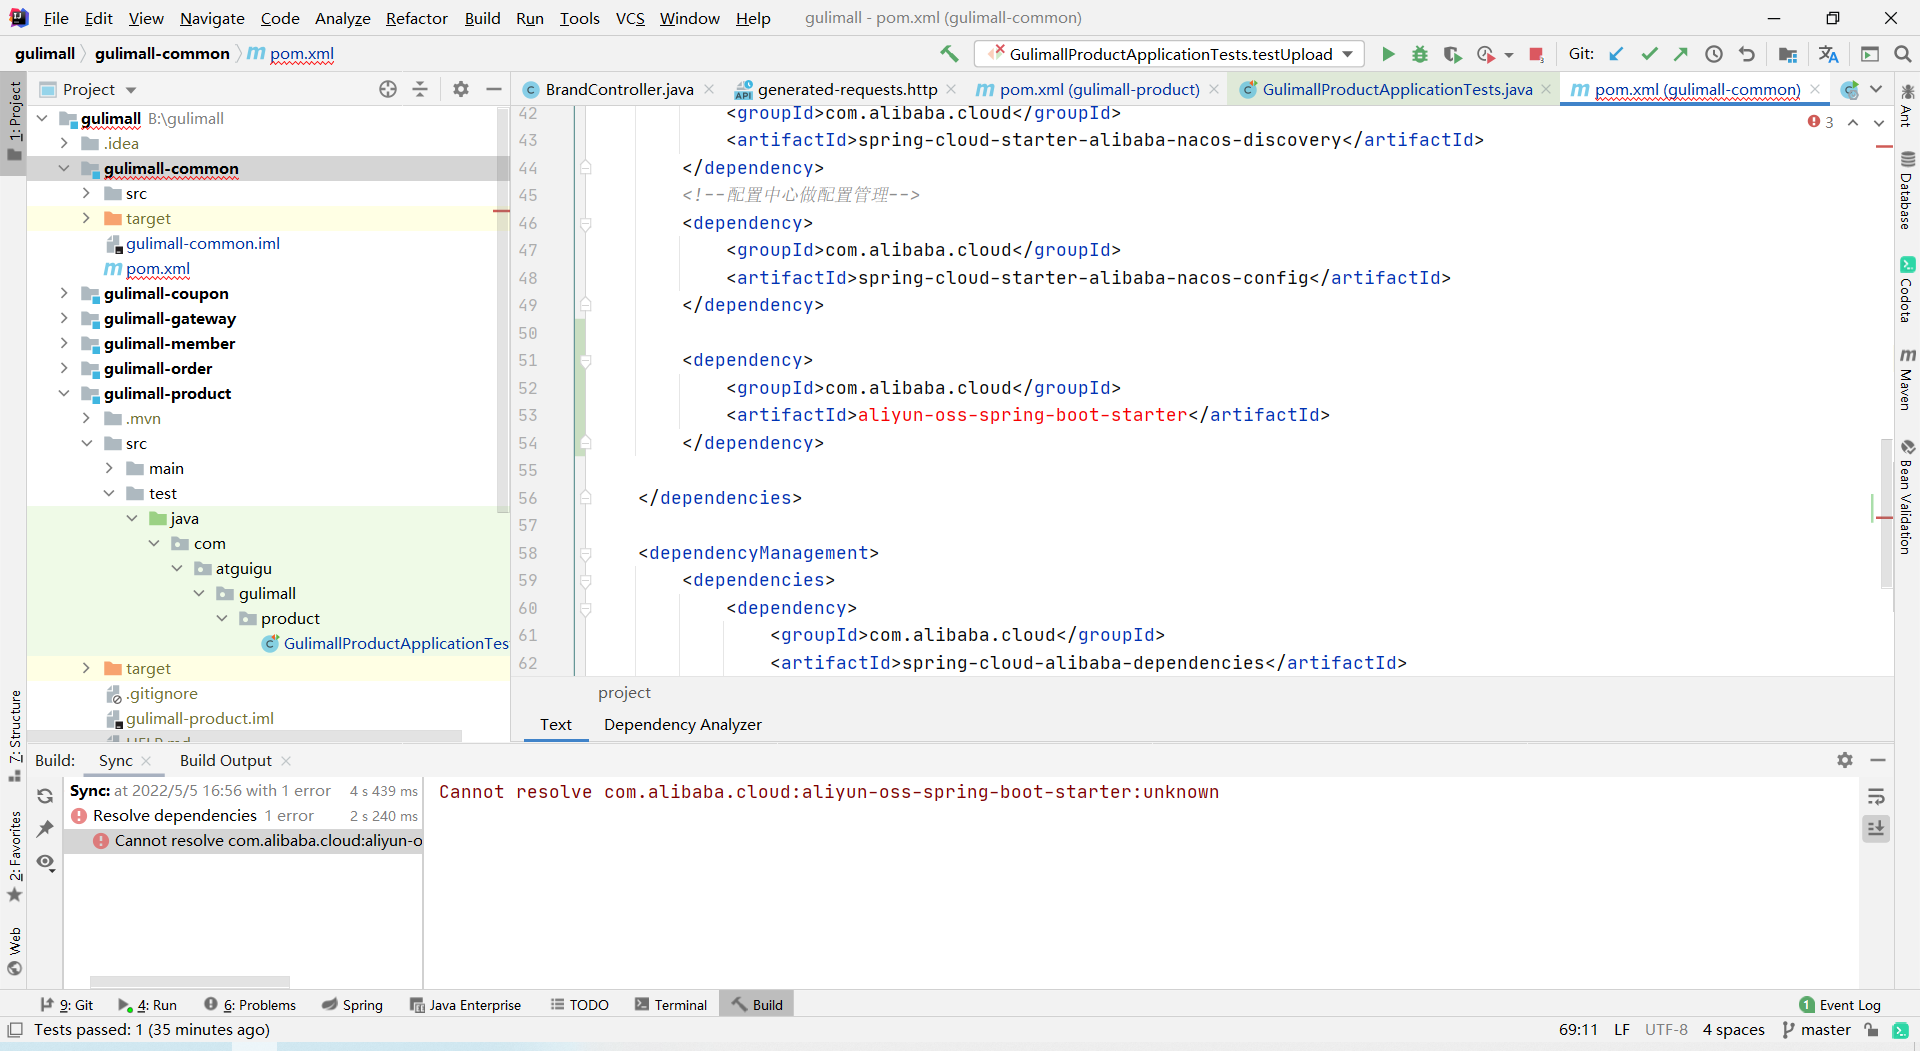 File Edit View Navigate Code Analyze Refactor Build Run Tools VCS Window Help gulimall - pom.xml (gulimall-common)
gulimall gulimall-common pom.xml GulimallProductApplicationTests.testUpload Git:
1: Project
Project
BrandController.java generated-requests.http pom.xml (gulimall-product) GulimallProductApplicationTests.java pom.xml (gulimall-common)
gulimall B:\gulimall
.idea
gulimall-common
src
target
gulimall-common.iml
pom.xml
gulimall-coupon
gulimall-gateway
gulimall-member
gulimall-order
gulimall-product
.mvn
src
main
test
java
com
atguigu
gulimall
product
GulimallProductApplicationTes
target
.gitignore
gulimall-product.iml
HELP.md
42 <groupId>com.alibaba.cloud</groupId>
43 <artifactId>spring-cloud-starter-alibaba-nacos-discovery</artifactId>
44 </dependency>
45 <!--配置中心做配置管理-->
46 <dependency>
47 <groupId>com.alibaba.cloud</groupId>
48 <artifactId>spring-cloud-starter-alibaba-nacos-config</artifactId>
49 </dependency>
50
51 <dependency>
52 <groupId>com.alibaba.cloud</groupId>
53 <artifactId>aliyun-oss-spring-boot-starter</artifactId>
54 </dependency>
55
56 </dependencies>
57
58 <dependencyManagement>
59 <dependencies>
60 <dependency>
61 <groupId>com.alibaba.cloud</groupId>
62 <artifactId>spring-cloud-alibaba-dependencies</artifactId>
3
project
Text Dependency Analyzer
Ant
Database
Codota
Maven
Bean Validation
7: Structure
2: Favorites
Web
Build: Sync Build Output
Sync: at 2022/5/5 16:56 with 1 error 4 s 439 ms
Resolve dependencies 1 error 2 s 240 ms
Cannot resolve com.alibaba.cloud:aliyun-o
Cannot resolve com.alibaba.cloud:aliyun-oss-spring-boot-starter:unknown
9: Git 4: Run 6: Problems Spring Java Enterprise TODO Terminal Build 1 Event Log
Tests passed: 1 (35 minutes ago) 69:11 LF UTF-8 4 spaces master